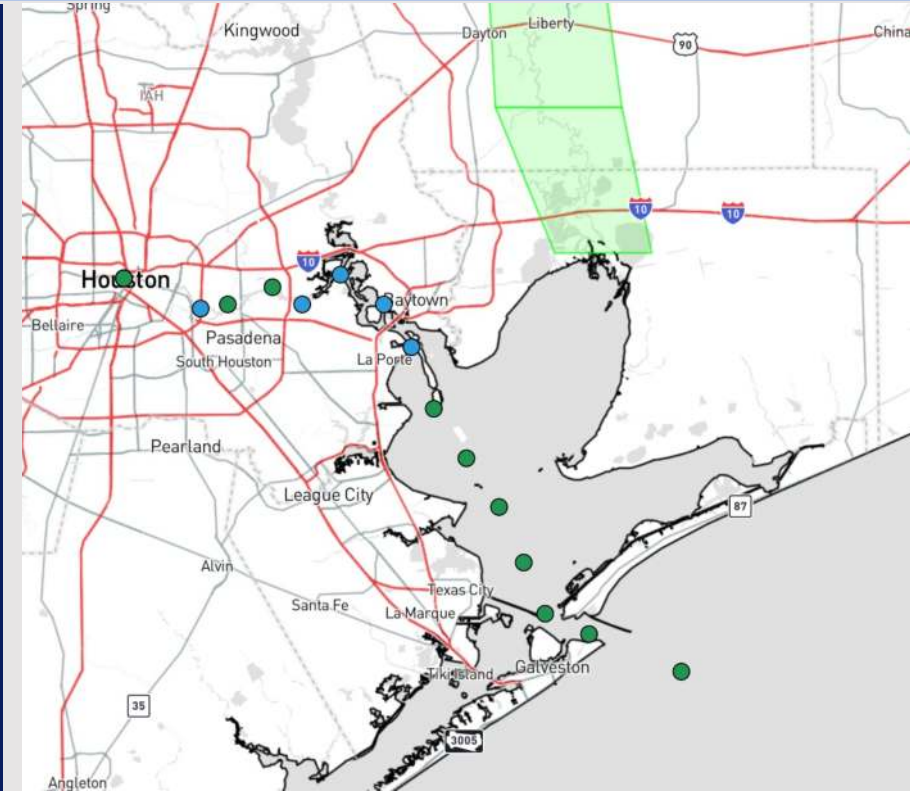 Spring
Kingwood
Dayton
Liberty
90
China
IAH
10
10
10
Houston
Baytown
Bellaire
Pasadena
South Houston
La Porte
Pearland
League City
87
Alvin
Texas City
Santa Fe
La Marque
Tiki Island
Galveston
35
3005
Angleton